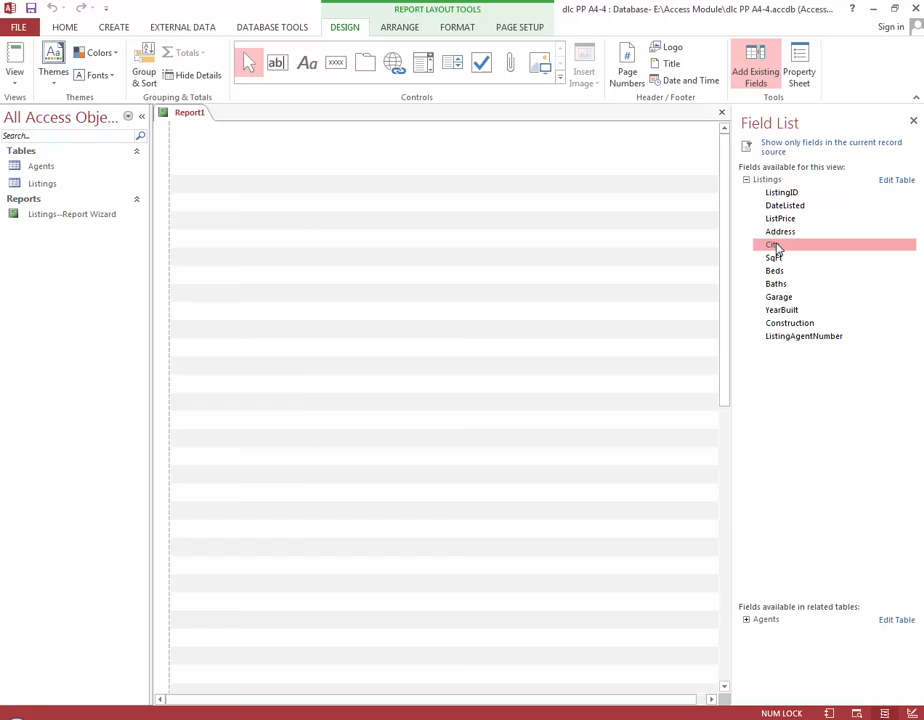 REPORT LAYOUT TOOLS
dlc PP A4-4 : Database- E:\Access Module\dlc PP A4-4.accdb (Access...
?
FILE
HOME
CREATE
EXTERNAL DATA
DATABASE TOOLS
DESIGN
ARRANGE
FORMAT
PAGE SETUP
Sign in
View
Themes
Colors
Fonts
Group
& Sort
Totals
Hide Details
ab|
Aa
xxxx
Insert
Image
#
Page
Numbers
Logo
Title
Date and Time
Add Existing
Fields
Property
Sheet
Views
Themes
Grouping & Totals
Controls
Header / Footer
Tools
All Access Obje...
Search...
Tables
Agents
Listings
Reports
Listings--Report Wizard
Report1
Field List
Show only fields in the current record
source
Fields available for this view:
Listings
Edit Table
ListingID
DateListed
ListPrice
Address
City
SqFt
Beds
Baths
Garage
YearBuilt
Construction
ListingAgentNumber
Fields available in related tables:
Agents
Edit Table
NUM LOCK